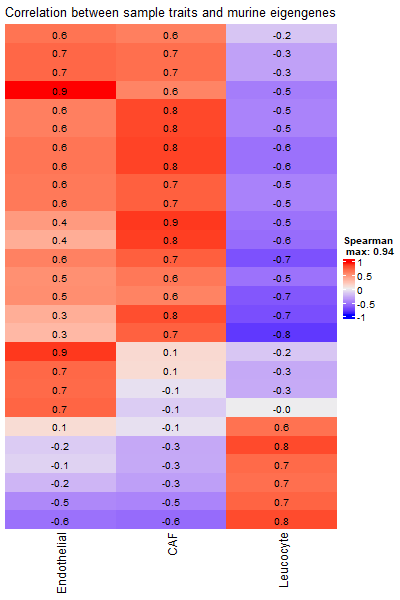 Correlation between sample traits and murine eigengenes
0.6 0.6 -0.2
0.7 0.7 -0.3
0.7 0.7 -0.3
0.9 0.6 -0.5
0.6 0.8 -0.5
0.6 0.8 -0.5
0.6 0.8 -0.6
0.6 0.8 -0.6
0.6 0.7 -0.5
0.6 0.7 -0.5
0.4 0.9 -0.5
0.4 0.8 -0.6
0.6 0.7 -0.7
0.5 0.6 -0.5
0.5 0.6 -0.7
0.3 0.8 -0.7
0.3 0.7 -0.8
0.9 0.1 -0.2
0.7 0.1 -0.3
0.7 -0.1 -0.3
0.7 -0.1 -0.0
0.1 -0.1 0.6
-0.2 -0.3 0.8
-0.1 -0.3 0.7
-0.2 -0.3 0.7
-0.5 -0.5 0.7
-0.6 -0.6 0.8
Endothelial CAF Leucocyte
Spearman
max: 0.94
1
0.5
0
-0.5
-1